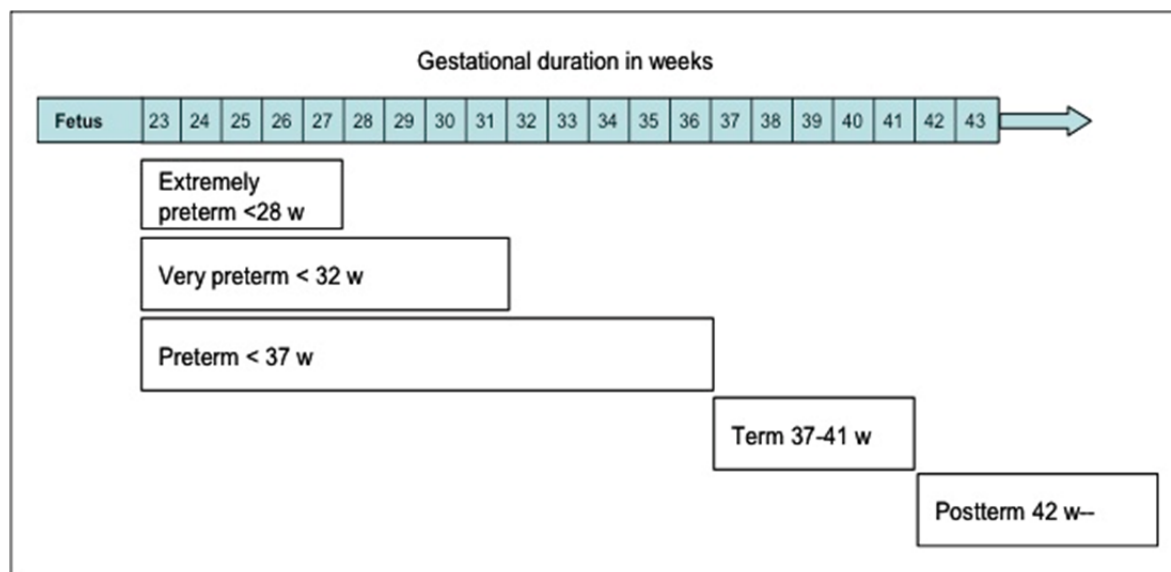 Gestational duration in weeks
Fetus 23 24 25 26 27 28 29 30 31 32 33 34 35 36 37 38 39 40 41 42 43
Extremely
preterm <28 w
Very preterm < 32 w
Preterm < 37 w
Term 37-41 w
Postterm 42 w--